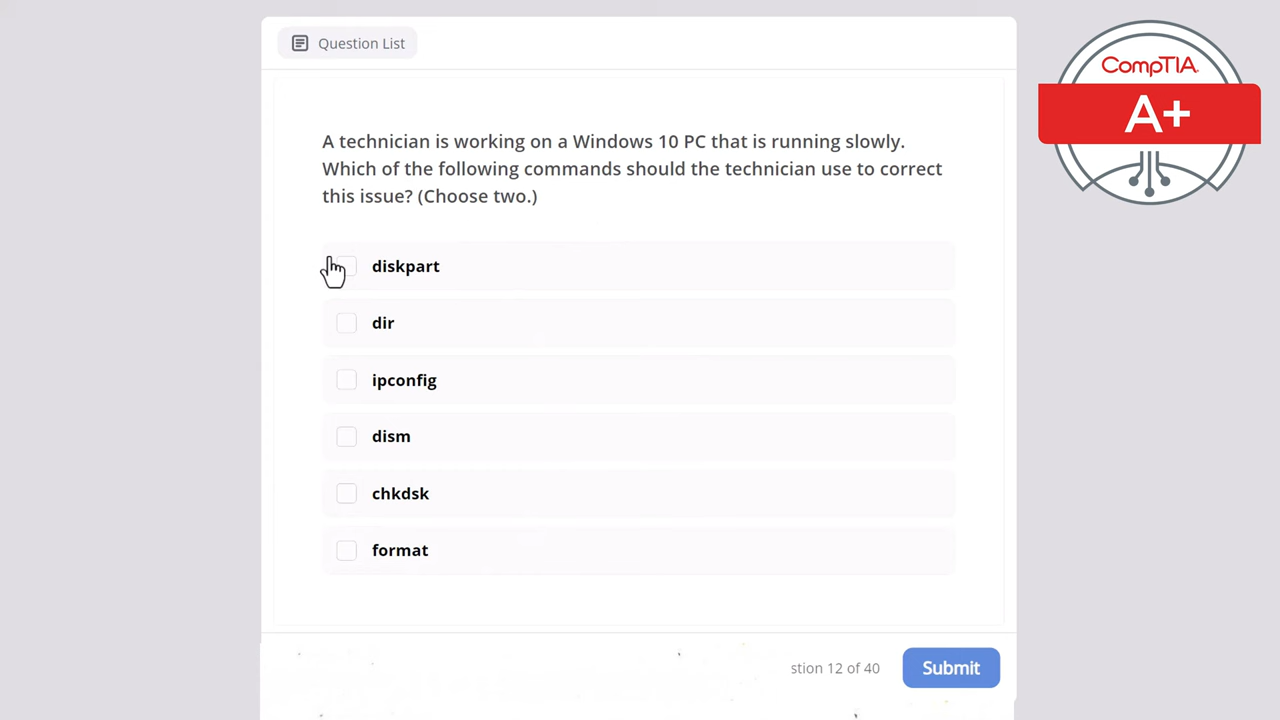 Question List
CompTIA
A+
A technician is working on a Windows 10 PC that is running slowly.
Which of the following commands should the technician use to correct
this issue? (Choose two.)
diskpart
dir
ipconfig
dism
chkdsk
format
stion 12 of 40
Submit